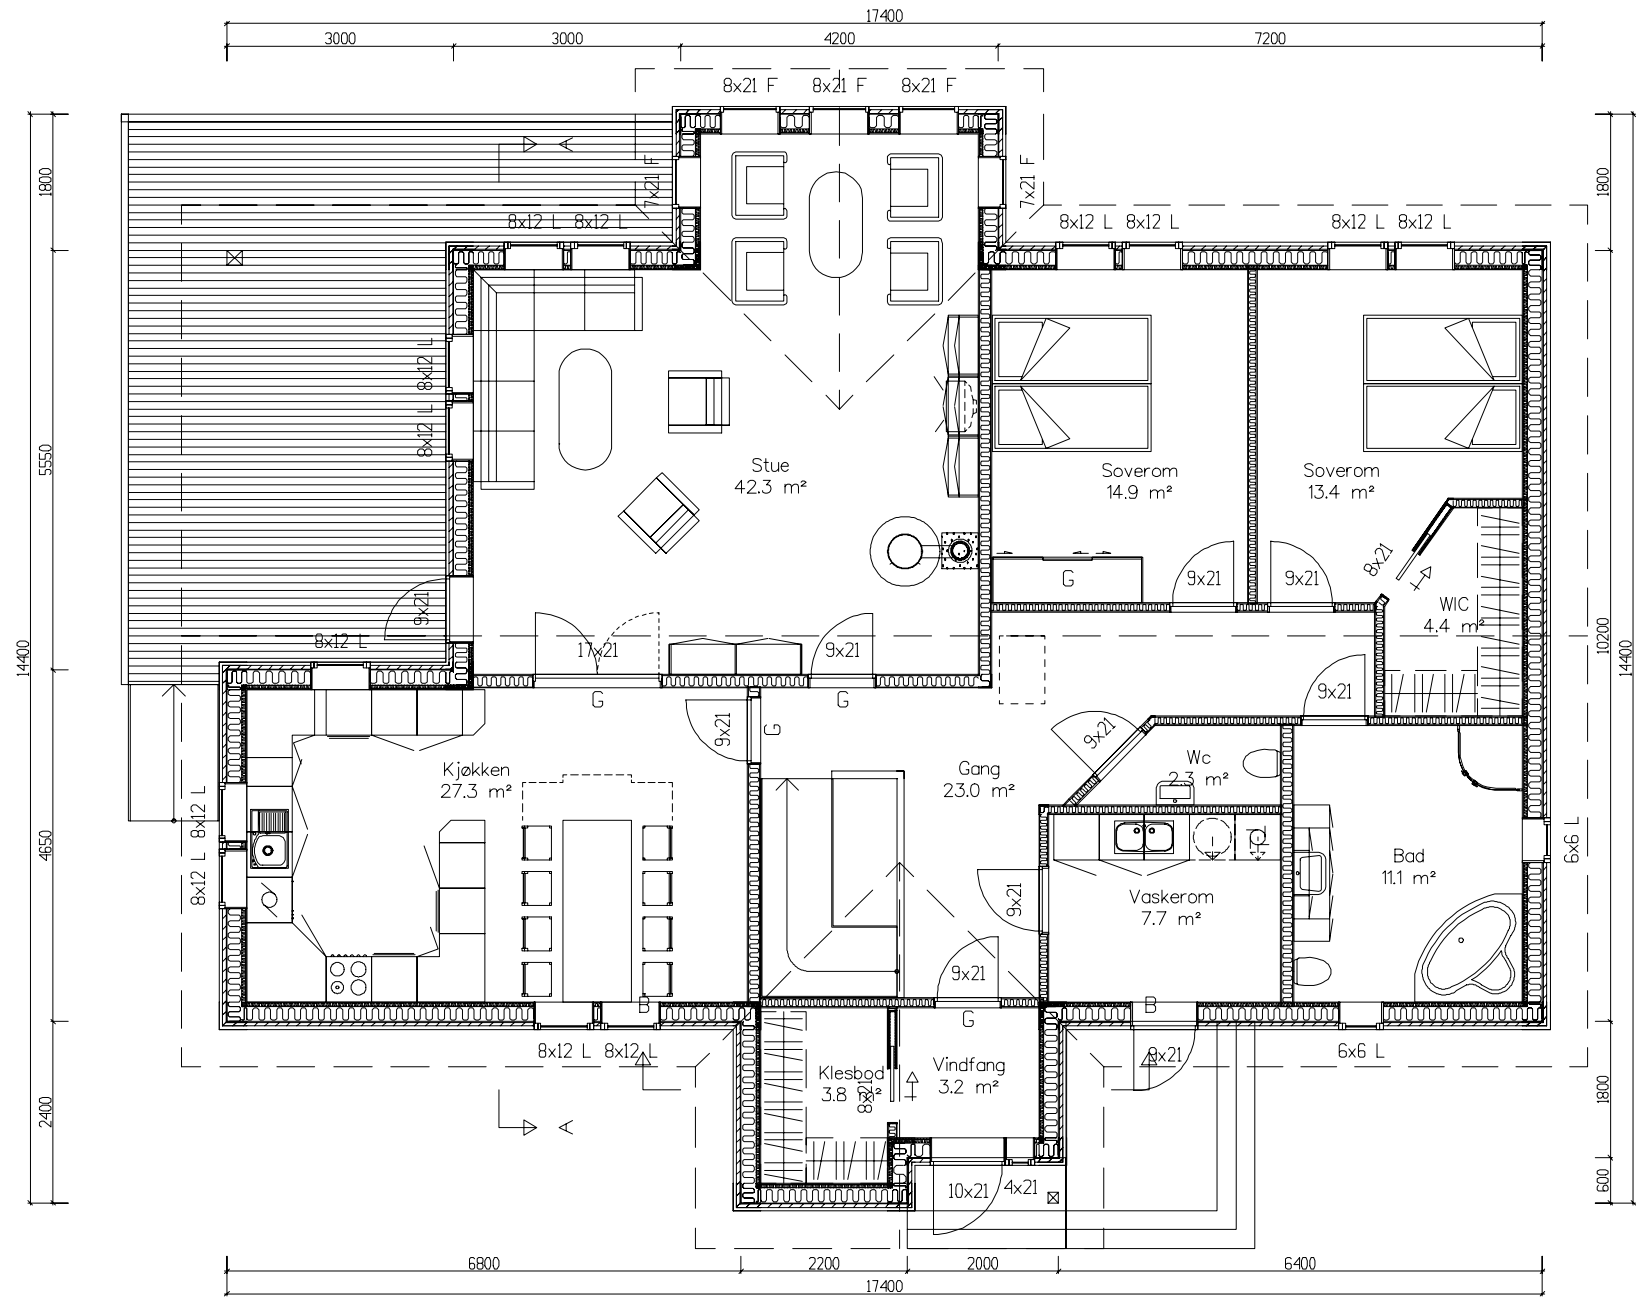 17400
3000 3000 4200 7200
8x21 F 8x21 F 8x21 F
A
1800
1800
7x21 F
7x21 F
8x12 L 8x12 L
8x12 L 8x12 L
8x12 L 8x12 L
8x12 L
8x12 L
5550
Stue
42.3 m²
Soverom
14.9 m²
Soverom
13.4 m²
8x21
G
9x21
9x21
WIC
4.4 m²
9x21
14400
10200
14400
8x12 L
17x21
9x21
G
G
9x21
9x21
G
9x21
Kjøkken
27.3 m²
Gang
23.0 m²
Wc
2.3 m²
8x12 L
8x12 L
4650
6x6 L
Bad
11.1 m²
Vaskerom
7.7 m²
9x21
9x21
B
B
G
8x12 L 8x12 L
9x21
6x6 L
Klesbod
3.8 m²
8x21
Vindfang
3.2 m²
2400
1800
A
10x21
4x21
600
6800 2200 2000 6400
17400